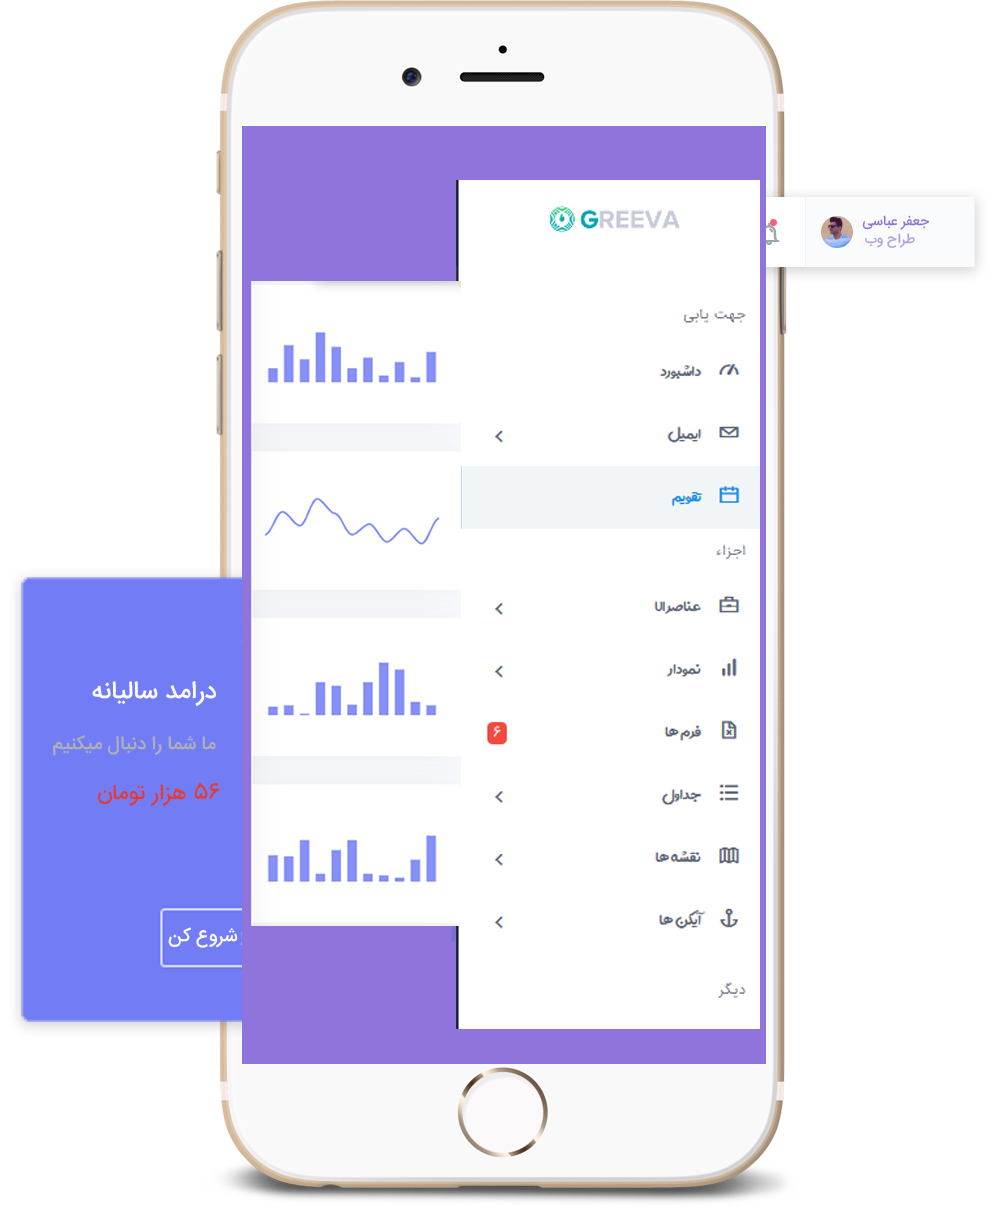 GREEVA
جعفر عباسی
طراح وب
جهت یابی
داشبورد
ایمیل
تقویم
اجزاء
عناصرUI
نمودار
فرم ها
۶
جداول
نقشه ها
آیکن ها
دیگر
درامد سالیانه
ما شما را دنبال میکنیم
۵۶ هزار تومان
شروع کن